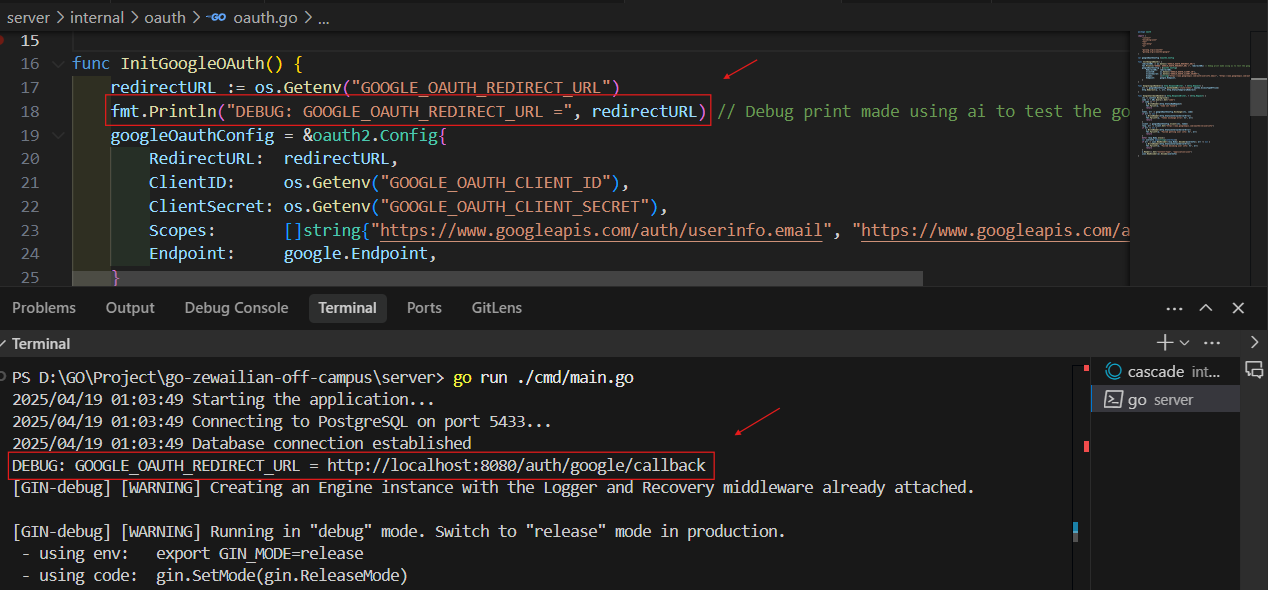 server > internal > oauth > GO oauth.go > ...
15
16 func InitGoogleOAuth() {
17 redirectURL := os.Getenv("GOOGLE_OAUTH_REDIRECT_URL")
18 fmt.Println("DEBUG: GOOGLE_OAUTH_REDIRECT_URL =", redirectURL) // Debug print made using ai to test the go
19 googleOauthConfig = &oauth2.Config{
20 RedirectURL: redirectURL,
21 ClientID: os.Getenv("GOOGLE_OAUTH_CLIENT_ID"),
22 ClientSecret: os.Getenv("GOOGLE_OAUTH_CLIENT_SECRET"),
23 Scopes: []string{"https://www.googleapis.com/auth/userinfo.email", "https://www.googleapis.com/a
24 Endpoint: google.Endpoint,
25 }
Problems Output Debug Console Terminal Ports GitLens
Terminal
PS D:\GO\Project\go-zewailian-off-campus\server> go run ./cmd/main.go
2025/04/19 01:03:49 Starting the application...
2025/04/19 01:03:49 Connecting to PostgreSQL on port 5433...
2025/04/19 01:03:49 Database connection established
DEBUG: GOOGLE_OAUTH_REDIRECT_URL = http://localhost:8080/auth/google/callback
[GIN-debug] [WARNING] Creating an Engine instance with the Logger and Recovery middleware already attached.
[GIN-debug] [WARNING] Running in "debug" mode. Switch to "release" mode in production.
- using env: export GIN_MODE=release
- using code: gin.SetMode(gin.ReleaseMode)
cascade int...
go server